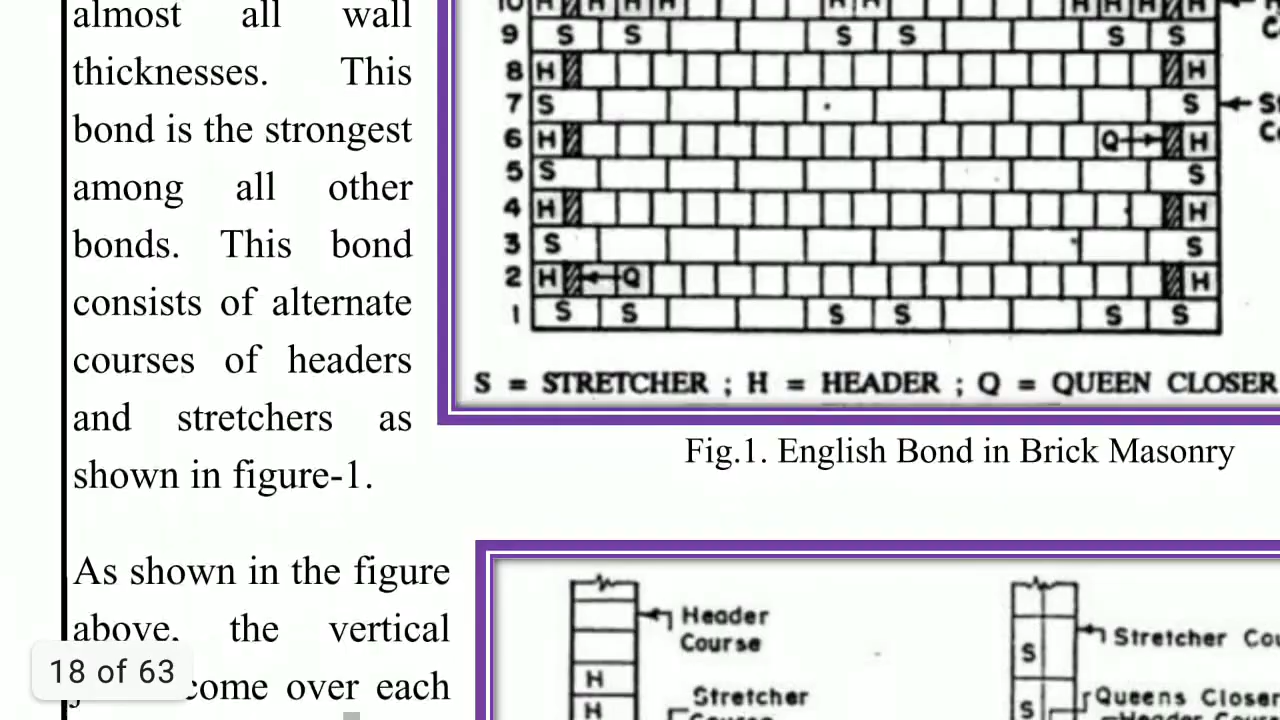 almost all wall
thicknesses. This
bond is the strongest
among all other
bonds. This bond
consists of alternate
courses of headers
and stretchers as
shown in figure-1.
As shown in the figure
above, the vertical
come over each
18 of 63
9 S S S S S S
8 H H
7 S S
6 H Q H
5 S S
4 H H
3 S S
2 H Q H
1 S S S S S S
S = STRETCHER ; H = HEADER ; Q = QUEEN CLOSER
Fig.1. English Bond in Brick Masonry
Header
Course
H
H
Stretcher
Stretcher
S
S
Queens Closer